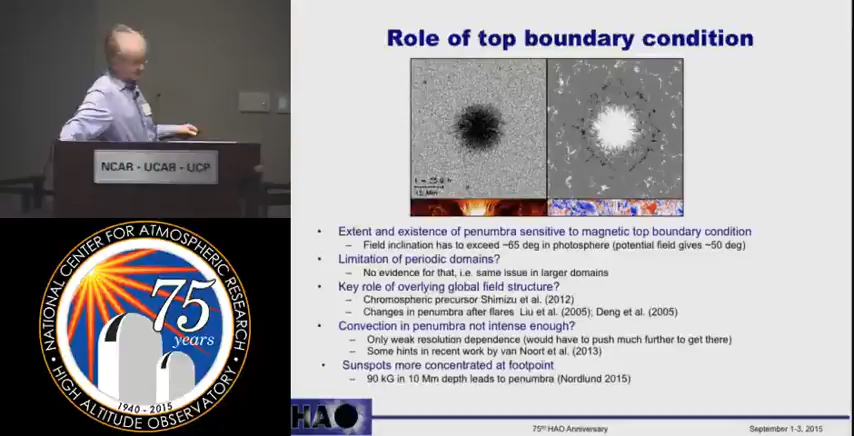 Role of top boundary condition
Extent and existence of penumbra sensitive to magnetic top boundary condition
– Field inclination has to exceed ~65 deg in photosphere (potential field gives ~50 deg)
Limitation of periodic domains?
– No evidence for that, i.e. same issue in larger domains
Key role of overlying global field structure?
– Chromospheric precursor Shimizu et al. (2012)
– Changes in penumbra after flares Liu et al. (2005); Deng et al. (2005)
Convection in penumbra not intense enough?
– Only weak resolution dependence (would have to push much further to get there)
– Some hints in recent work by van Noort et al. (2013)
Sunspots more concentrated at footpoint
– 90 kG in 10 Mm depth leads to penumbra (Nordlund 2015)
HAO
75th HAO Anniversary
September 1-3, 2015
NCAR - UCAR - UCP
NATIONAL CENTER FOR ATMOSPHERIC RESEARCH
75
years
1940 - 2015
HIGH ALTITUDE OBSERVATORY